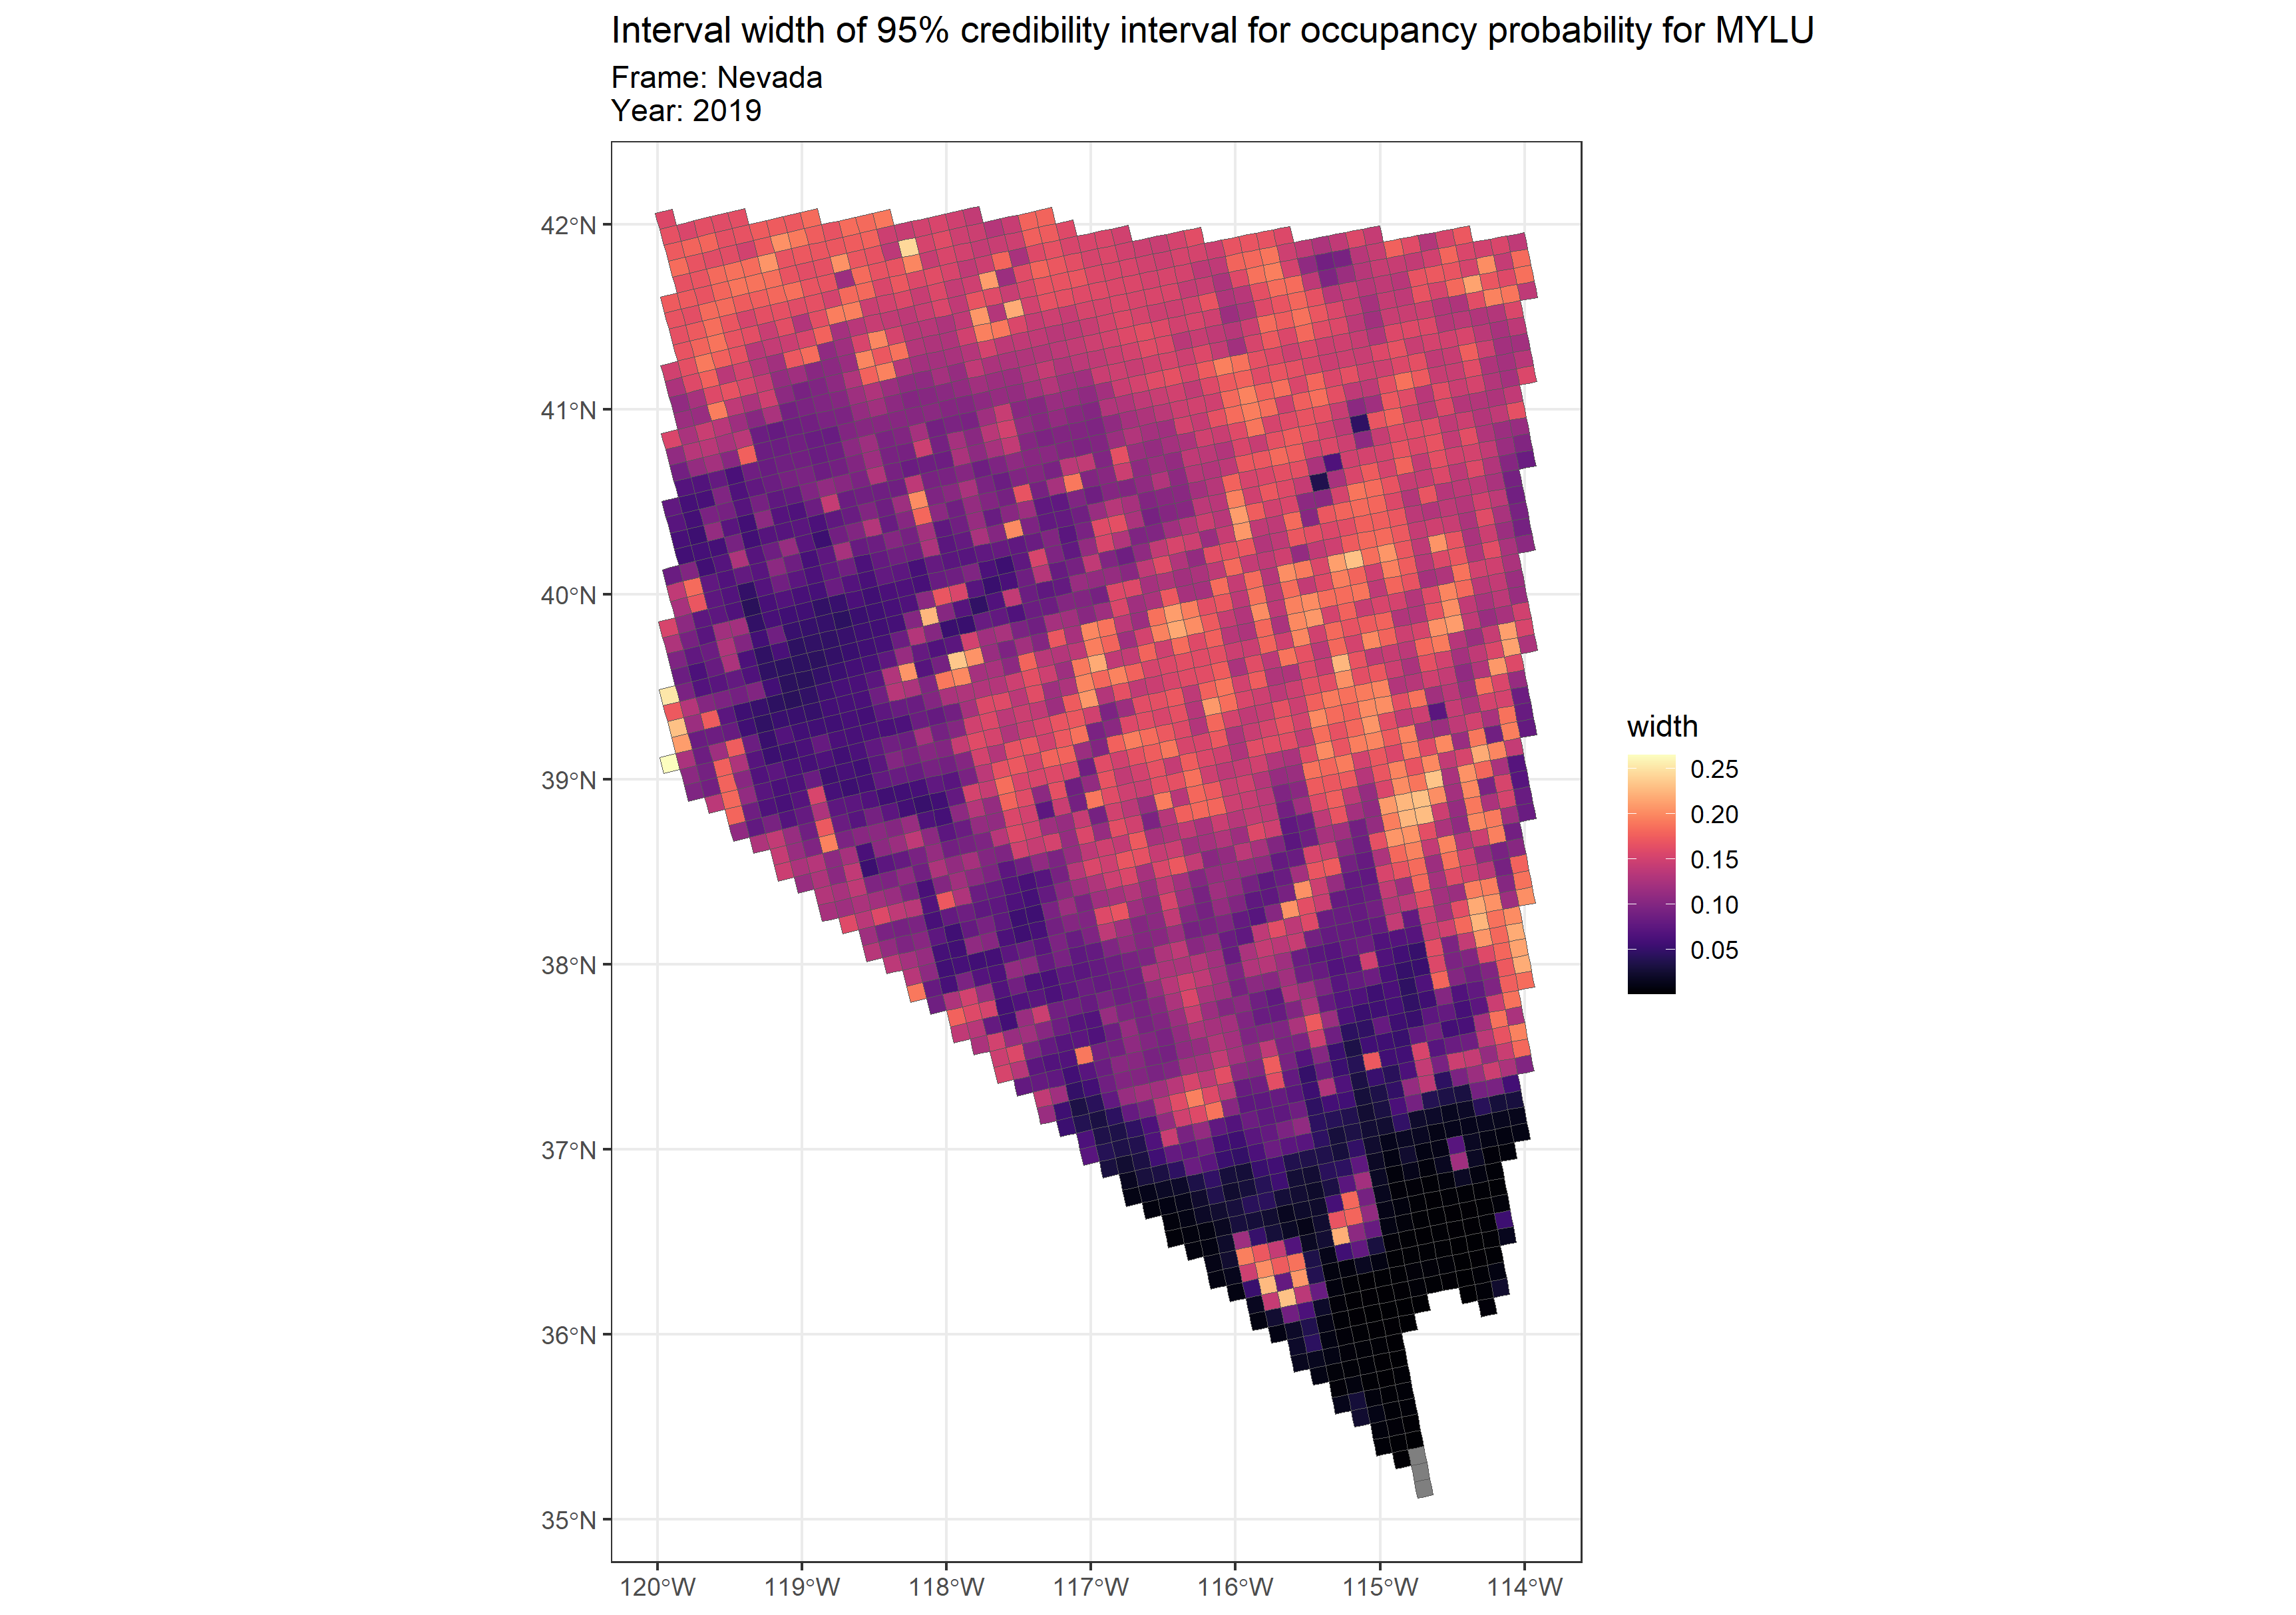 Interval width of 95% credibility interval for occupancy probability for MYLU
Frame: Nevada
Year: 2019
42°N
41°N
40°N
39°N
38°N
37°N
36°N
35°N
120°W 119°W 118°W 117°W 116°W 115°W 114°W
width
0.25
0.20
0.15
0.10
0.05